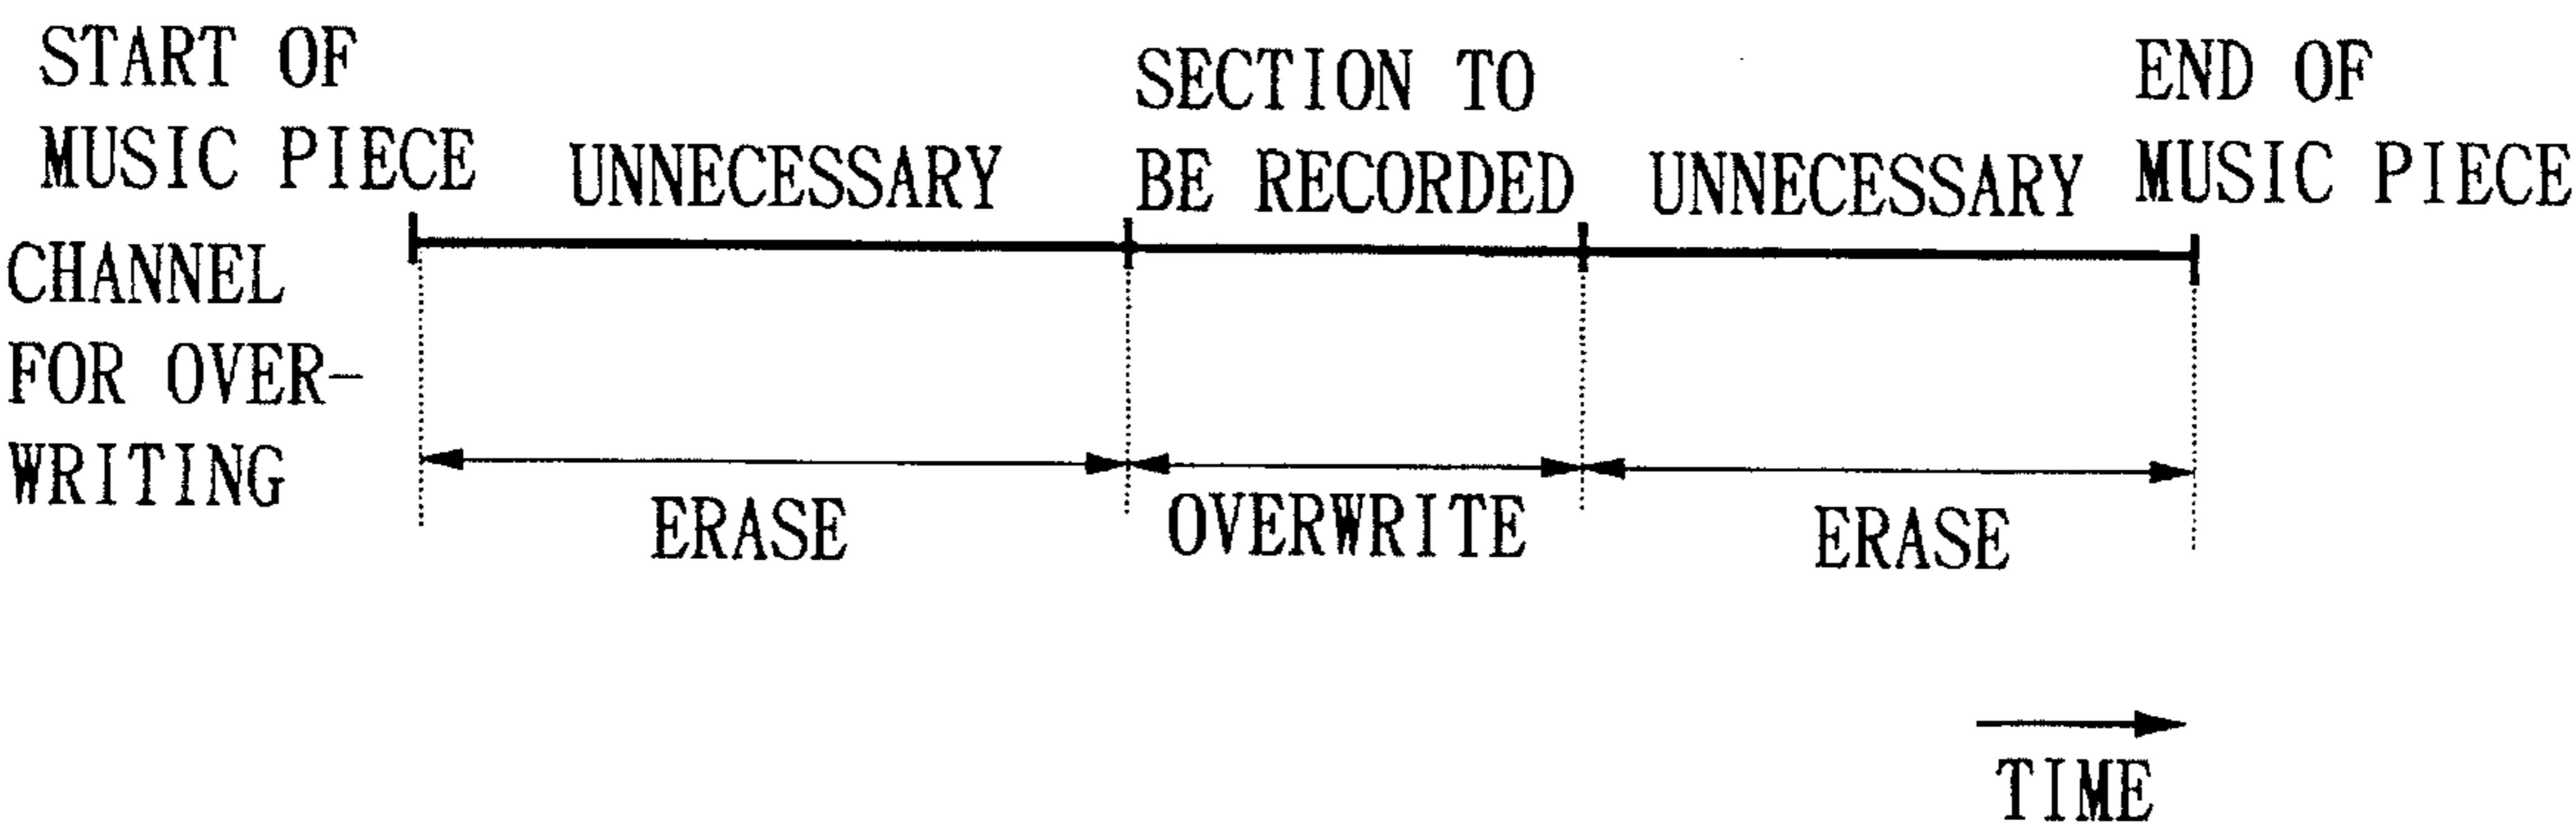 START OF
MUSIC PIECE
UNNECESSARY
SECTION TO
BE RECORDED
UNNECESSARY
END OF
MUSIC PIECE
CHANNEL
FOR OVER-
WRITING
ERASE
OVERWRITE
ERASE
TIME